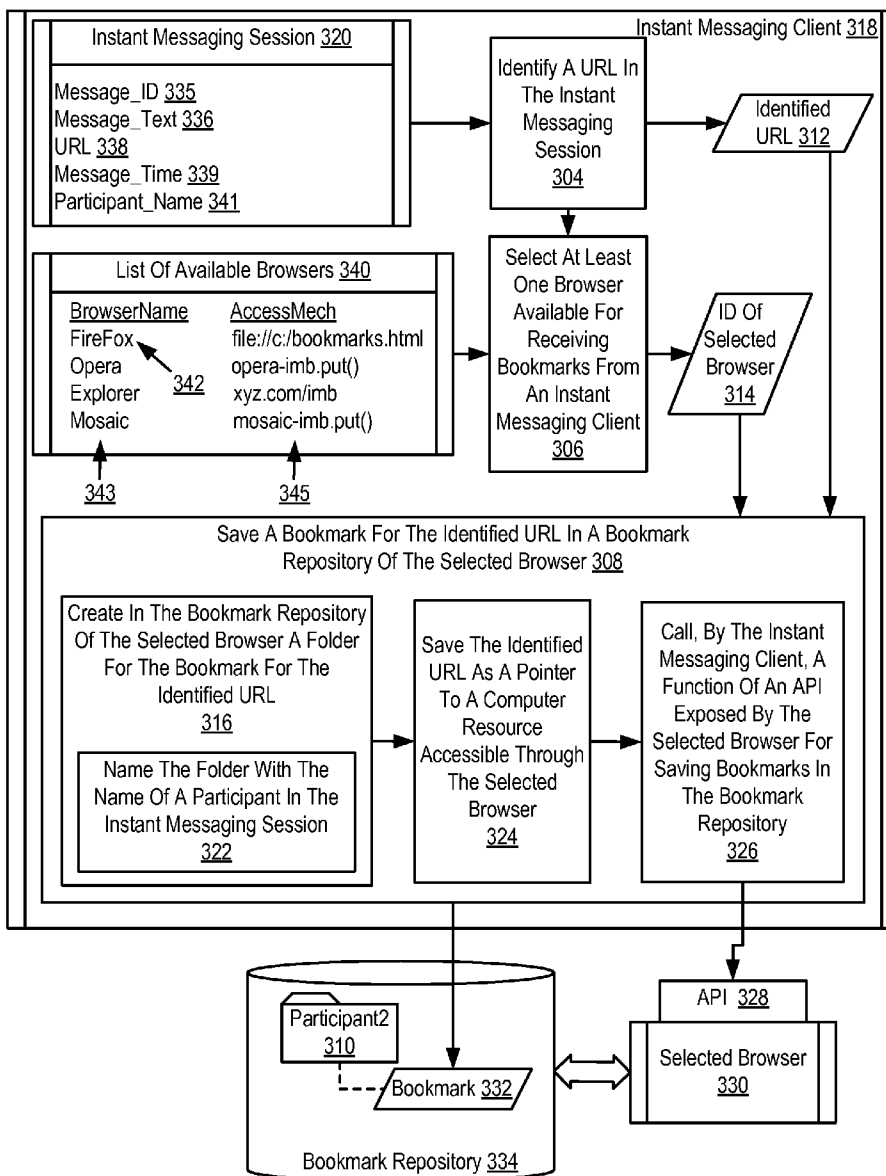 Instant Messaging Client 318
Instant Messaging Session 320
Message_ID 335
Message_Text 336
URL 338
Message_Time 339
Participant_Name 341
Identify A URL In
The Instant
Messaging
Session
304
Identified
URL 312
List Of Available Browsers 340
BrowserName AccessMech
FireFox file://c:/bookmarks.html
Opera opera-imb.put()
Explorer xyz.com/imb
Mosaic mosaic-imb.put()
342
343
345
Select At Least
One Browser
Available For
Receiving
Bookmarks From
An Instant
Messaging Client
306
ID Of
Selected
Browser
314
Save A Bookmark For The Identified URL In A Bookmark
Repository Of The Selected Browser 308
Create In The Bookmark Repository
Of The Selected Browser A Folder
For The Bookmark For The
Identified URL
316
Name The Folder With The
Name Of A Participant In The
Instant Messaging Session
322
Save The Identified
URL As A Pointer
To A Computer
Resource
Accessible Through
The Selected
Browser
324
Call, By The Instant
Messaging Client, A
Function Of An API
Exposed By The
Selected Browser For
Saving Bookmarks In
The Bookmark
Repository
326
Participant2
310
Bookmark 332
Bookmark Repository 334
API 328
Selected Browser
330